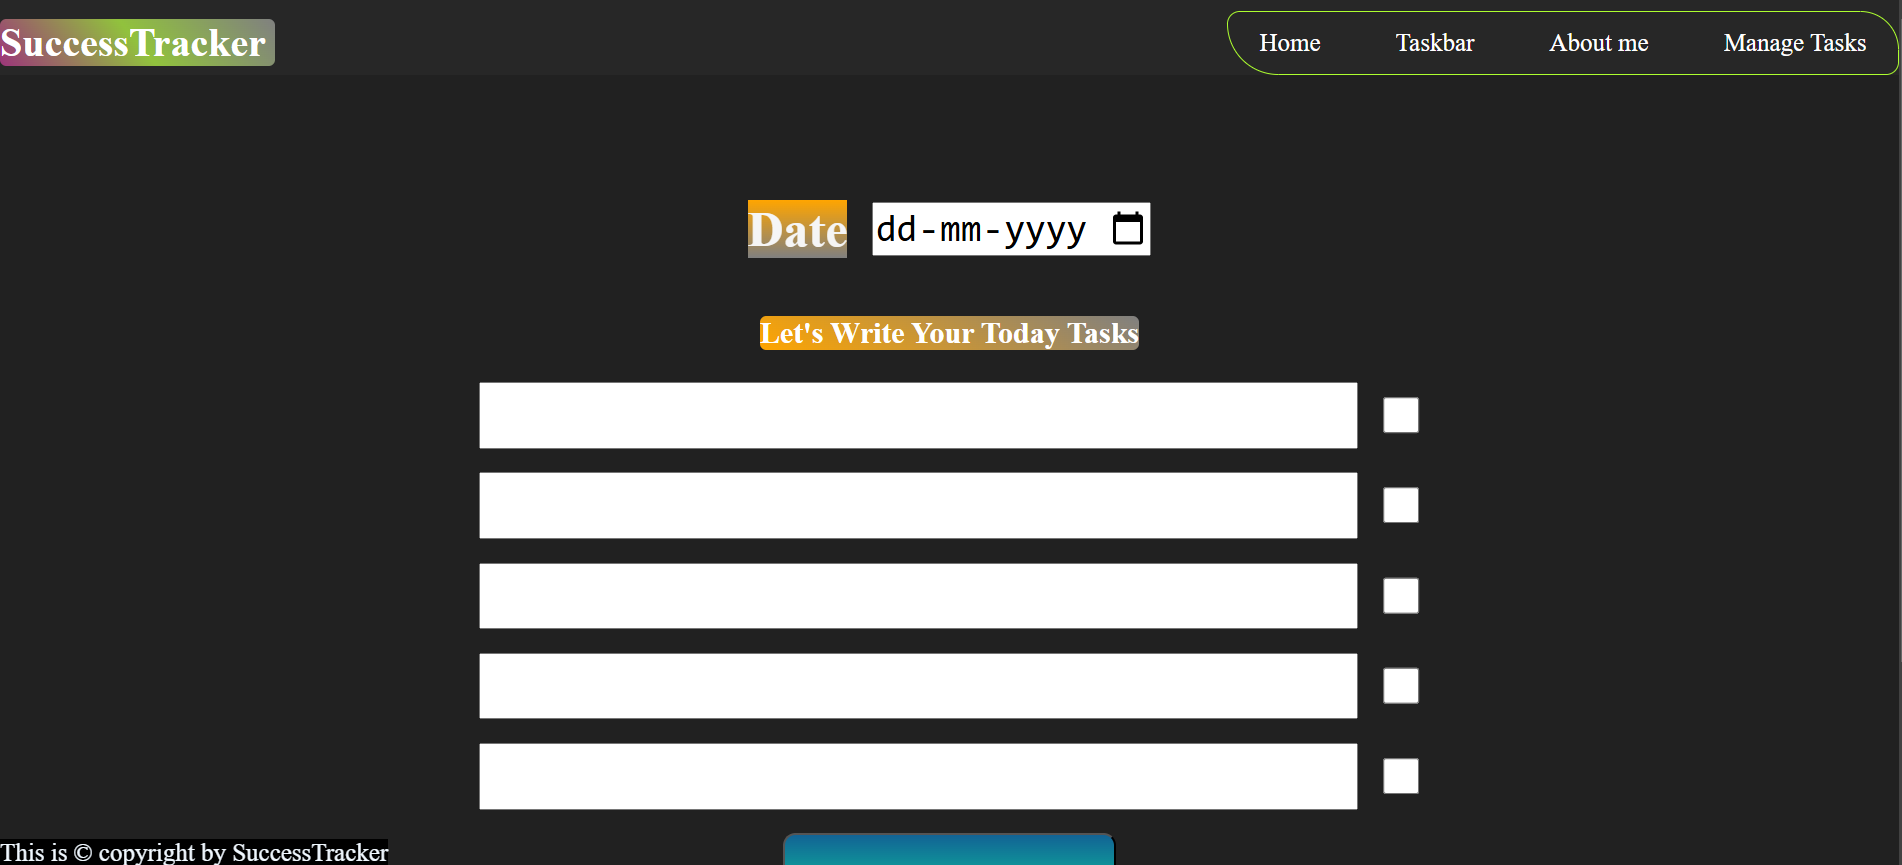 SuccessTracker
Home Taskbar About me Manage Tasks
Date dd-mm-yyyy
Let's Write Your Today Tasks
This is © copyright by SuccessTracker